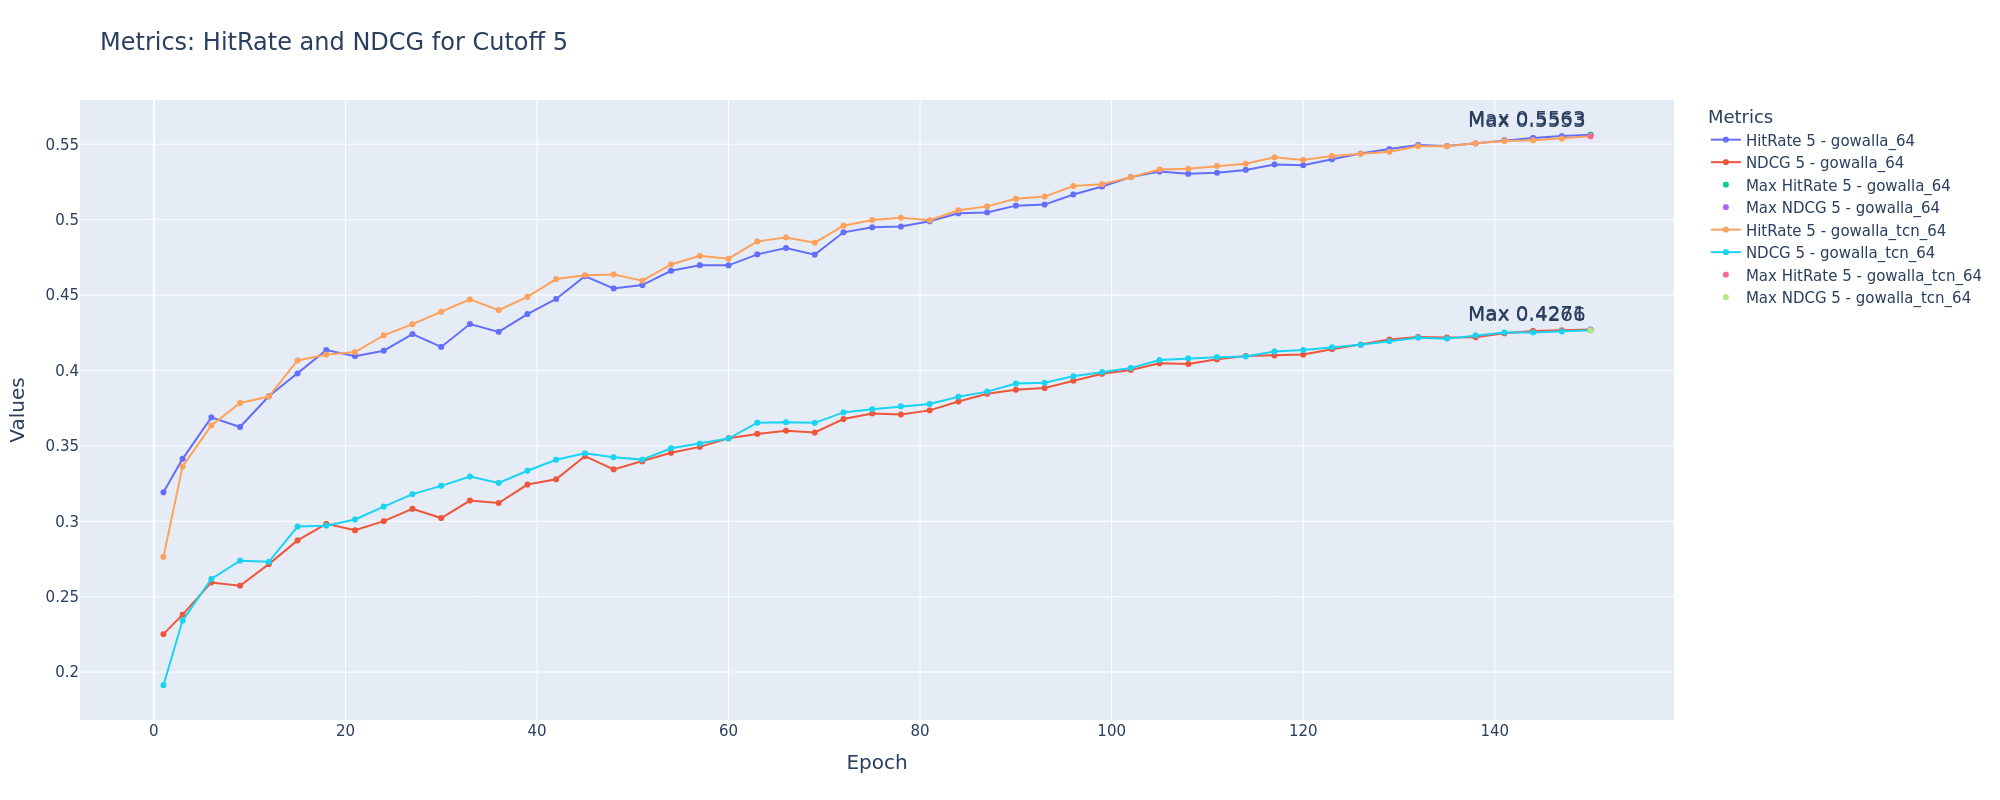 Metrics: HitRate and NDCG for Cutoff 5
Metrics
HitRate 5 - gowalla_64
NDCG 5 - gowalla_64
Max HitRate 5 - gowalla_64
Max NDCG 5 - gowalla_64
HitRate 5 - gowalla_tcn_64
NDCG 5 - gowalla_tcn_64
Max HitRate 5 - gowalla_tcn_64
Max NDCG 5 - gowalla_tcn_64
Max
Max
Values
0.55
0.5
0.45
0.4
0.35
0.3
0.25
0.2
0 20 40 60 80 100 120 140
Epoch